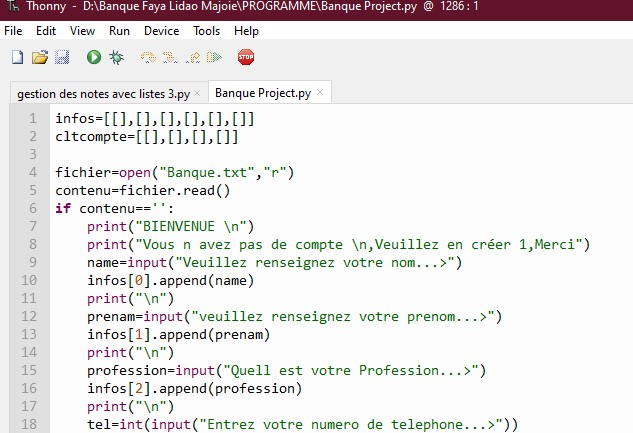 Thonny - D:\Banque Faya Lidao Majoie\PROGRAMME\Banque Project.py @ 1286 : 1
File Edit View Run Device Tools Help
STOP
gestion des notes avec listes 3.py × Banque Project.py ×
1 infos=[[],[],[],[],[],[]]
2 cltcompte=[[],[],[],[]]
3
4 fichier=open("Banque.txt","r")
5 contenu=fichier.read()
6 if contenu=='':
7 print("BIENVENUE \n")
8 print("Vous n avez pas de compte \n,Veuillez en créer 1,Merci")
9 name=input("Veuillez renseignez votre nom...>")
10 infos[0].append(name)
11 print("\n")
12 prenam=input("veuillez renseignez votre prenom...>")
13 infos[1].append(prenam)
14 print("\n")
15 profession=input("Quell est votre Profession...>")
16 infos[2].append(profession)
17 print("\n")
18 tel=int(input("Entrez votre numero de telephone...>"))